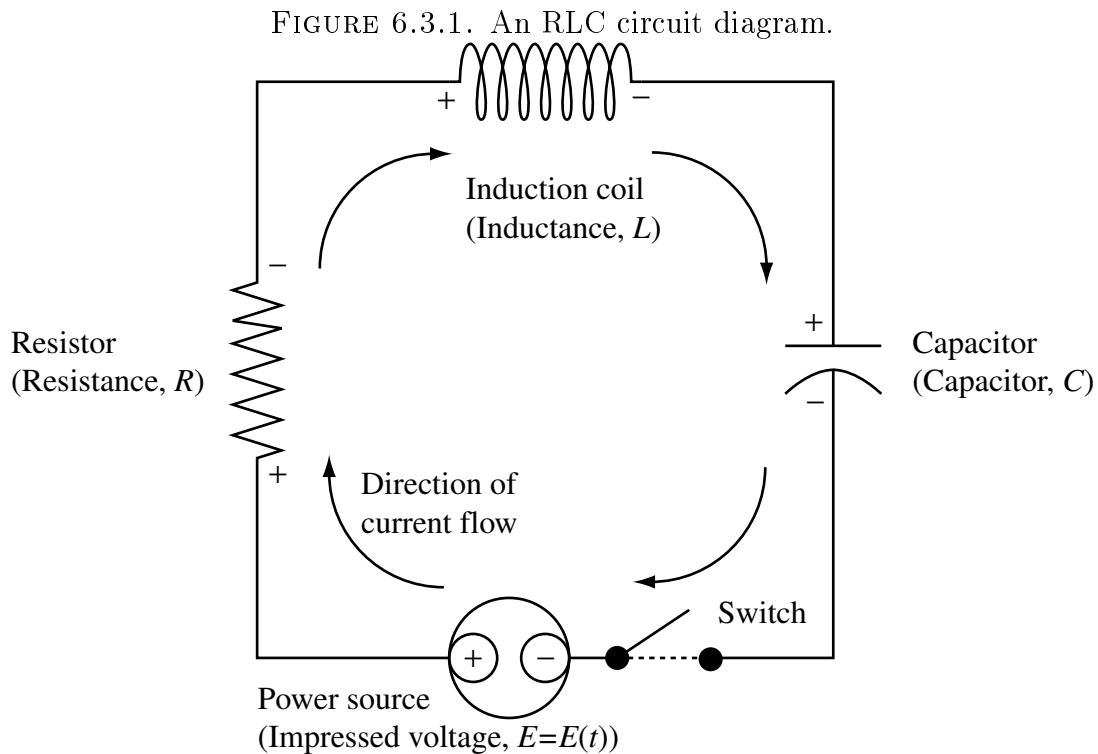 FIGURE 6.3.1. An RLC circuit diagram.
+
−
Induction coil
(Inductance, L)
−
+
Resistor
(Resistance, R)
Capacitor
(Capacitor, C)
−
+
Direction of
current flow
Switch
+
−
Power source
(Impressed voltage, E=E(t))